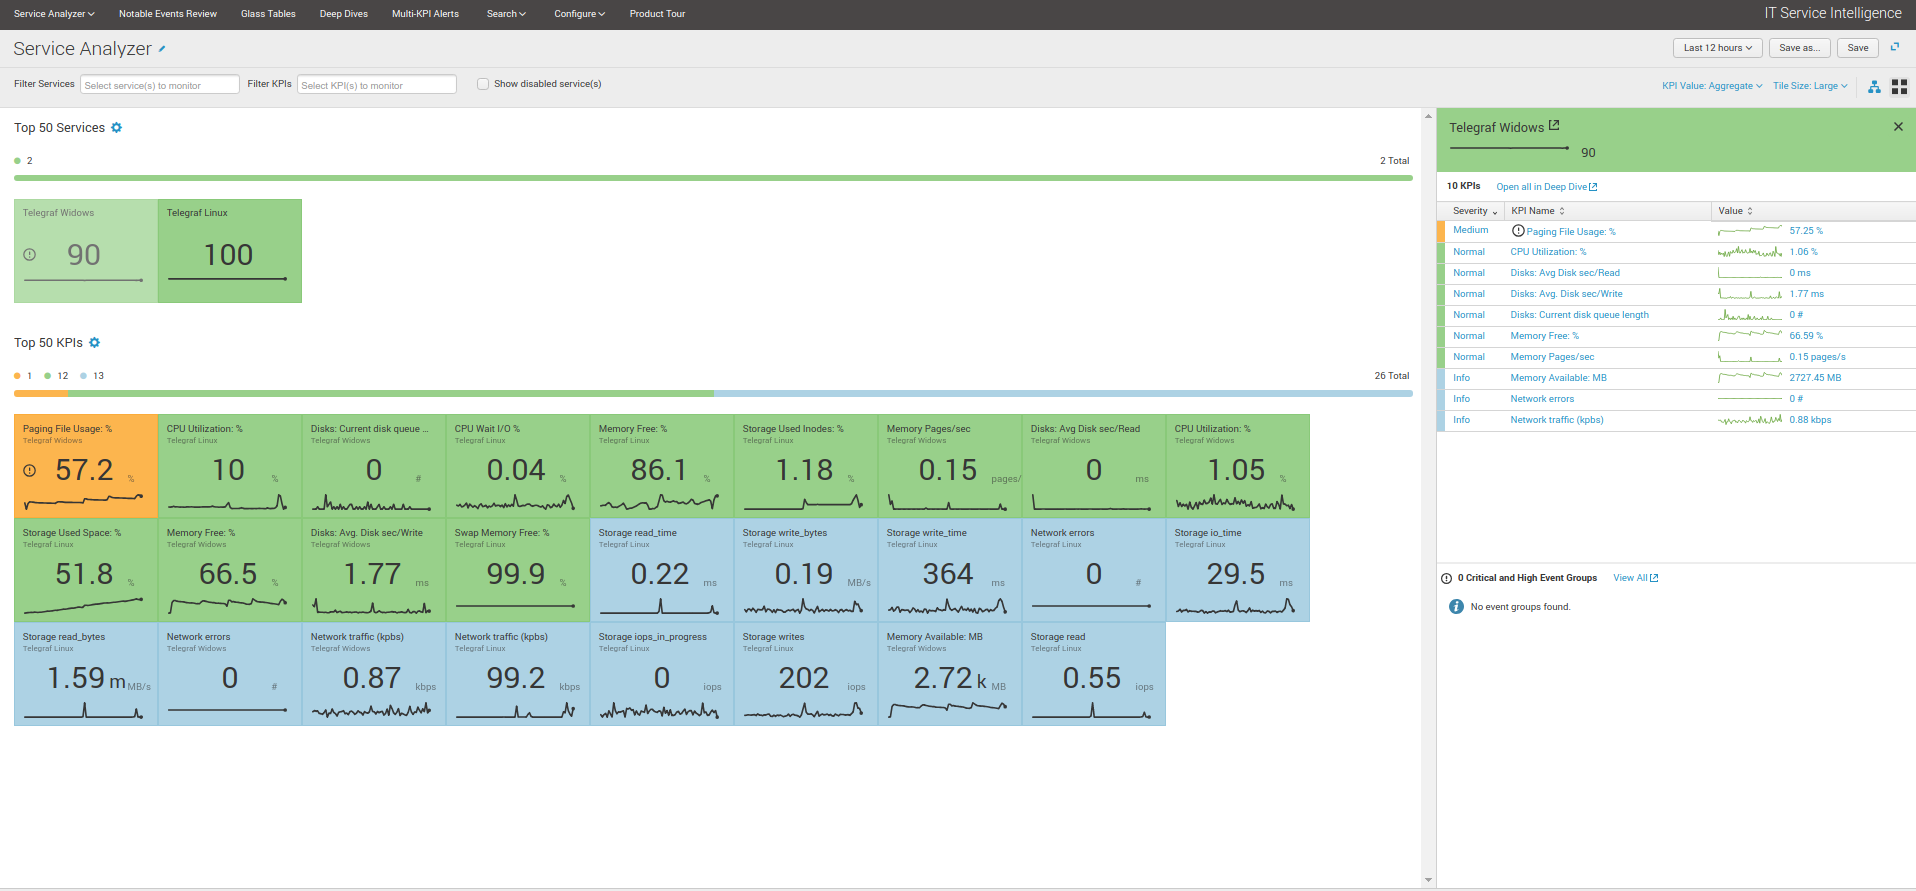 Service Analyzer Notable Events Review Glass Tables Deep Dives Multi-KPI Alerts Search Configure Product Tour IT Service Intelligence
Service Analyzer Last 12 hours Save as... Save
Filter Services Select service(s) to monitor Filter KPIs Select KPI(s) to monitor Show disabled service(s) KPI Value: Aggregate Tile Size: Large
Top 50 Services
2 2 Total
Telegraf Widows Telegraf Linux
90 100
Top 50 KPIs
1 12 13 26 Total
Paging File Usage: % CPU Utilization: % Disks: Current disk queue ... CPU Wait I/O % Memory Free: % Storage Used Inodes: % Memory Pages/sec Disks: Avg Disk sec/Read CPU Utilization: %
Telegraf Widows Telegraf Linux Telegraf Widows Telegraf Linux Telegraf Linux Telegraf Linux Telegraf Widows Telegraf Widows Telegraf Widows
57.2 % 10 % 0 # 0.04 % 86.1 % 1.18 % 0.15 pages/ 0 ms 1.05 %
Storage Used Space: % Memory Free: % Disks: Avg. Disk sec/Write Swap Memory Free: % Storage read_time Storage write_bytes Storage write_time Network errors Storage io_time
Telegraf Linux Telegraf Widows Telegraf Widows Telegraf Linux Telegraf Linux Telegraf Linux Telegraf Linux Telegraf Linux Telegraf Linux
51.8 % 66.5 % 1.77 ms 99.9 % 0.22 ms 0.19 MB/s 364 ms 0 # 29.5 ms
Storage read_bytes Network errors Network traffic (kpbs) Network traffic (kpbs) Storage iops_in_progress Storage writes Memory Available: MB Storage read
Telegraf Linux Telegraf Widows Telegraf Widows Telegraf Linux Telegraf Linux Telegraf Linux Telegraf Widows Telegraf Linux
1.59 m MB/s 0 # 0.87 kbps 99.2 kbps 0 iops 202 iops 2.72 k MB 0.55 iops
Telegraf Widows
90
10 KPIs Open all in Deep Dive
Severity KPI Name Value
Medium Paging File Usage: % 57.25 %
Normal CPU Utilization: % 1.06 %
Normal Disks: Avg Disk sec/Read 0 ms
Normal Disks: Avg. Disk sec/Write 1.77 ms
Normal Disks: Current disk queue length 0 #
Normal Memory Free: % 66.59 %
Normal Memory Pages/sec 0.15 pages/s
Info Memory Available: MB 2727.45 MB
Info Network errors 0 #
Info Network traffic (kpbs) 0.88 kbps
0 Critical and High Event Groups View All
No event groups found.